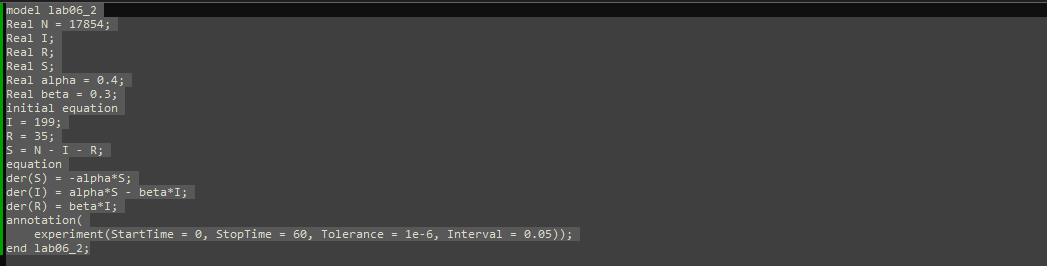 model lab06_2
Real N = 17854;
Real I;
Real R;
Real S;
Real alpha = 0.4;
Real beta = 0.3;
initial equation
I = 199;
R = 35;
S = N - I - R;
equation
der(S) = -alpha*S;
der(I) = alpha*S - beta*I;
der(R) = beta*I;
annotation(
    experiment(StartTime = 0, StopTime = 60, Tolerance = 1e-6, Interval = 0.05));
end lab06_2;